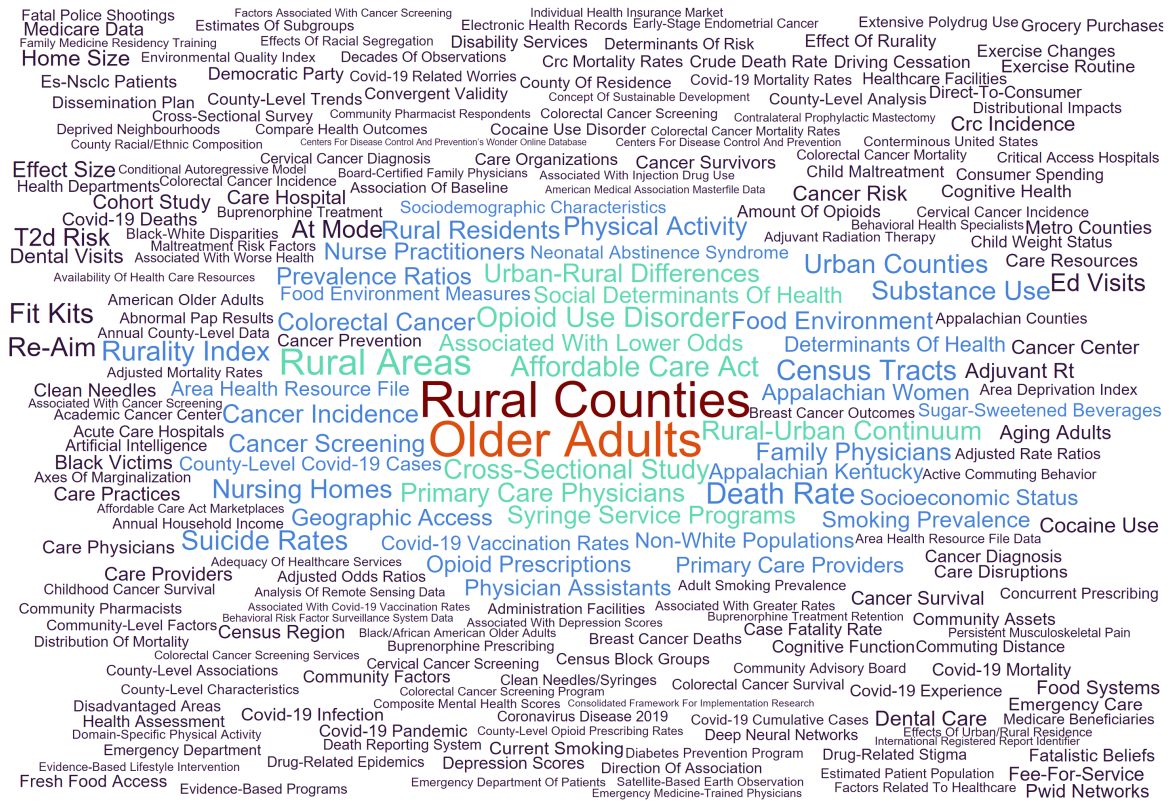 Fatal Police Shootings
Factors Associated With Cancer Screening
Individual Health Insurance Market
Medicare Data
Estimates Of Subgroups
Electronic Health Records
Early-Stage Endometrial Cancer
Extensive Polydrug Use
Grocery Purchases
Family Medicine Residency Training
Effects Of Racial Segregation
Disability Services
Determinants Of Risk
Effect Of Rurality
Exercise Changes
Home Size
Environmental Quality Index
Decades Of Observations
Crc Mortality Rates
Crude Death Rate
Driving Cessation
Exercise Routine
Es-Nsclc Patients
Democratic Party
Covid-19 Related Worries
County Of Residence
Covid-19 Mortality Rates
Healthcare Facilities
Dissemination Plan
County-Level Trends
Convergent Validity
Concept Of Sustainable Development
County-Level Analysis
Direct-To-Consumer
Cross-Sectional Survey
Community Pharmacist Respondents
Colorectal Cancer Screening
Contralateral Prophylactic Mastectomy
Distributional Impacts
Deprived Neighbourhoods
Compare Health Outcomes
Cocaine Use Disorder
Colorectal Cancer Mortality Rates
Crc Incidence
County Racial/Ethnic Composition
Centers For Disease Control And Prevention's Wonder Online Database
Centers For Disease Control And Prevention
Conterminous United States
Effect Size
Conditional Autoregressive Model
Cervical Cancer Diagnosis
Care Organizations
Cancer Survivors
Colorectal Cancer Mortality
Critical Access Hospitals
Board-Certified Family Physicians
Associated With Injection Drug Use
Child Maltreatment
Consumer Spending
Health Departments
Colorectal Cancer Incidence
Association Of Baseline
American Medical Association Masterfile Data
Cancer Risk
Cognitive Health
Cohort Study
Care Hospital
Covid-19 Deaths
Buprenorphine Treatment
Sociodemographic Characteristics
Amount Of Opioids
Cervical Cancer Incidence
T2d Risk
Black-White Disparities
At Mode
Rural Residents
Physical Activity
Behavioral Health Specialists
Metro Counties
Maltreatment Risk Factors
Adjuvant Radiation Therapy
Child Weight Status
Dental Visits
Associated With Worse Health
Nurse Practitioners
Neonatal Abstinence Syndrome
Urban Counties
Care Resources
Availability Of Health Care Resources
Prevalence Ratios
Urban-Rural Differences
Substance Use
Ed Visits
American Older Adults
Food Environment Measures
Social Determinants Of Health
Fit Kits
Abnormal Pap Results
Colorectal Cancer
Opioid Use Disorder
Food Environment
Appalachian Counties
Annual County-Level Data
Cancer Prevention
Associated With Lower Odds
Determinants Of Health
Cancer Center
Re-Aim
Rurality Index
Rural Areas
Affordable Care Act
Census Tracts
Adjuvant Rt
Adjusted Mortality Rates
Clean Needles
Area Health Resource File
Rural Counties
Appalachian Women
Area Deprivation Index
Associated With Cancer Screening
Academic Cancer Center
Cancer Incidence
Breast Cancer Outcomes
Sugar-Sweetened Beverages
Acute Care Hospitals
Older Adults
Rural-Urban Continuum
Aging Adults
Artificial Intelligence
Cancer Screening
Family Physicians
Adjusted Rate Ratios
Black Victims
County-Level Covid-19 Cases
Cross-Sectional Study
Appalachian Kentucky
Active Commuting Behavior
Axes Of Marginalization
Care Practices
Nursing Homes
Primary Care Physicians
Death Rate
Socioeconomic Status
Affordable Care Act Marketplaces
Annual Household Income
Geographic Access
Syringe Service Programs
Smoking Prevalence
Cocaine Use
Care Physicians
Suicide Rates
Covid-19 Vaccination Rates
Non-White Populations
Area Health Resource File Data
Cancer Diagnosis
Adequacy Of Healthcare Services
Opioid Prescriptions
Primary Care Providers
Care Disruptions
Care Providers
Adjusted Odds Ratios
Childhood Cancer Survival
Analysis Of Remote Sensing Data
Physician Assistants
Adult Smoking Prevalence
Cancer Survival
Concurrent Prescribing
Community Pharmacists
Associated With Covid-19 Vaccination Rates
Administration Facilities
Associated With Greater Rates
Behavioral Risk Factor Surveillance System Data
Associated With Depression Scores
Buprenorphine Treatment Retention
Community Assets
Community-Level Factors
Census Region
Black/African American Older Adults
Breast Cancer Deaths
Case Fatality Rate
Persistent Musculoskeletal Pain
Distribution Of Mortality
Buprenorphine Prescribing
Cognitive Function
Commuting Distance
Colorectal Cancer Screening Services
Cervical Cancer Screening
Census Block Groups
County-Level Associations
Community Factors
Clean Needles/Syringes
Community Advisory Board
Covid-19 Mortality
County-Level Characteristics
Colorectal Cancer Screening Program
Colorectal Cancer Survival
Covid-19 Experience
Food Systems
Disadvantaged Areas
Composite Mental Health Scores
Consolidated Framework For Implementation Research
Emergency Care
Health Assessment
Covid-19 Infection
Coronavirus Disease 2019
Covid-19 Cumulative Cases
Dental Care
Medicare Beneficiaries
Domain-Specific Physical Activity
Covid-19 Pandemic
County-Level Opioid Prescribing Rates
Deep Neural Networks
Effects Of Urban/Rural Residence
International Registered Report Identifier
Emergency Department
Death Reporting System
Current Smoking
Diabetes Prevention Program
Drug-Related Stigma
Fatalistic Beliefs
Evidence-Based Lifestyle Intervention
Drug-Related Epidemics
Depression Scores
Direction Of Association
Estimated Patient Population
Fee-For-Service
Fresh Food Access
Evidence-Based Programs
Emergency Department Of Patients
Satellite-Based Earth Observation
Factors Related To Healthcare
Pwid Networks
Emergency Medicine-Trained Physicians